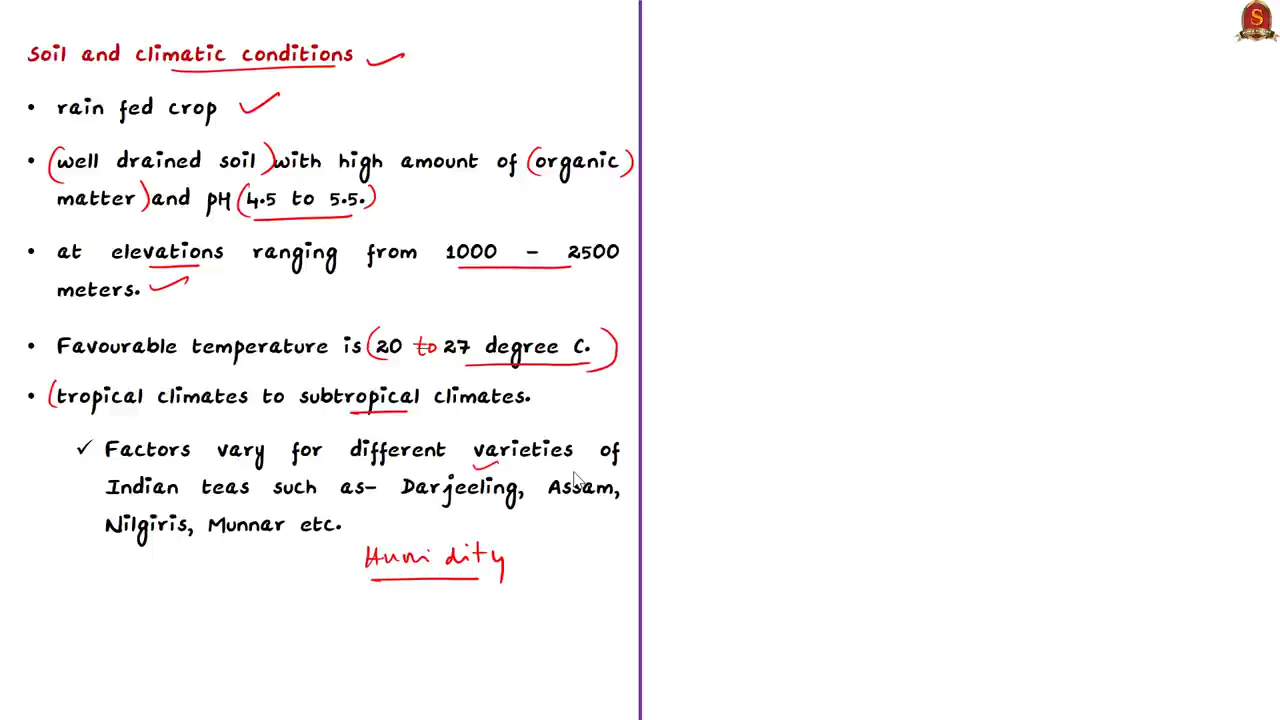 Soil and climatic conditions
• rain fed crop
• (well drained soil) with high amount of (organic)
matter) and pH (4.5 to 5.5.)
• at elevations ranging from 1000 - 2500
meters.
• Favourable temperature is (20 to 27 degree C.)
• (tropical climates to subtropical climates.
✓ Factors vary for different varieties of
Indian teas such as- Darjeeling, Assam,
Nilgiris, Munnar etc.
Humidity
S